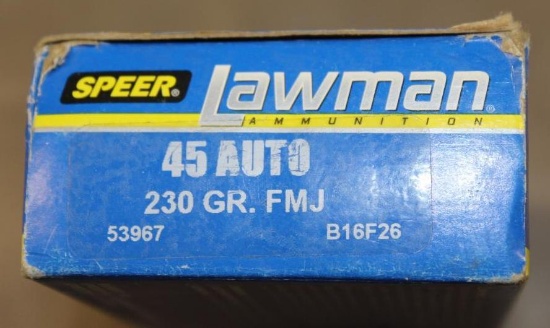 SPEER® Lawman®
AMMUNITION
45 AUTO
230 GR. FMJ
53967 B16F26